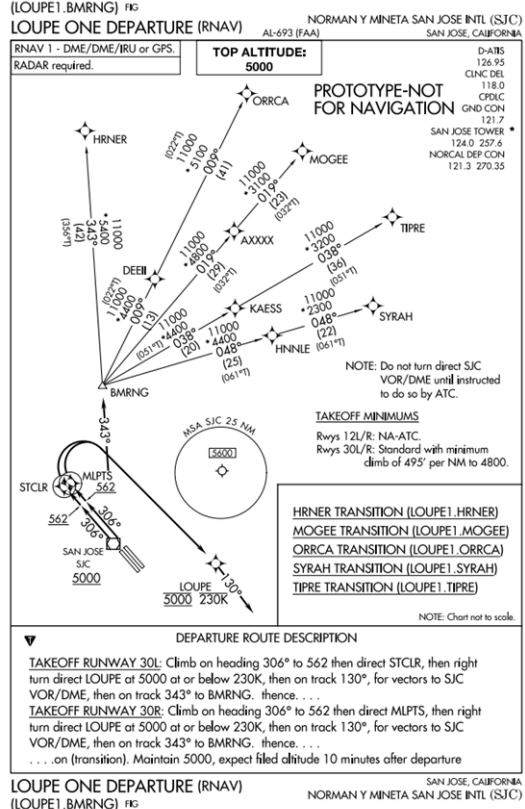 (LOUPE1.BMRNG) FIG
LOUPE ONE DEPARTURE (RNAV)
AL-693 (FAA)
NORMAN Y MINETA SAN JOSE INTL (SJC)
SAN JOSE, CALIFORNIA
RNAV 1 - DME/DME/IRU or GPS.
RADAR required.
TOP ALTITUDE:
5000
D-ATIS
126.95
CLNC DEL
118.0
CPDLC
GND CON
121.7
SAN JOSE TOWER *
124.0 257.6
NORCAL DEP CON
121.3 270.35
PROTOTYPE-NOT
FOR NAVIGATION
ORRCA
HRNER
MOGEE
(022°T)
11000
*5100
009°
(41)
11000
*3100
019°
(23)
(032°T)
11000
*5400
343°
(42)
(356°T)
AXXXX
TIPRE
11000
*4800
019°
(29)
(032°T)
11000
*3200
038°
(36)
(051°T)
DEEII
(022°T)
11000
*4400
009°
(13)
KAESS
11000
*4400
038°
(20)
(051°T)
11000
*2300
048°
(22)
(061°T)
SYRAH
HNNLE
11000
*4400
048°
(25)
(061°T)
BMRNG
NOTE: Do not turn direct SJC
VOR/DME until instructed
to do so by ATC.
TAKEOFF MINIMUMS
Rwys 12L/R: NA-ATC.
Rwys 30L/R: Standard with minimum
climb of 495' per NM to 4800.
343°
MSA SJC 25 NM
5600
STCLR
MLPTS
562
562
306°
306°
SAN JOSE
SJC
5000
LOUPE
5000 230K
130°
HRNER TRANSITION (LOUPE1.HRNER)
MOGEE TRANSITION (LOUPE1.MOGEE)
ORRCA TRANSITION (LOUPE1.ORRCA)
SYRAH TRANSITION (LOUPE1.SYRAH)
TIPRE TRANSITION (LOUPE1.TIPRE)
NOTE: Chart not to scale.
T
DEPARTURE ROUTE DESCRIPTION
TAKEOFF RUNWAY 30L: Climb on heading 306° to 562 then direct STCLR, then right
turn direct LOUPE at 5000 at or below 230K, then on track 130°, for vectors to SJC
VOR/DME, then on track 343° to BMRNG. thence. . . .
TAKEOFF RUNWAY 30R: Climb on heading 306° to 562 then direct MLPTS, then right
turn direct LOUPE at 5000 at or below 230K, then on track 130°, for vectors to SJC
VOR/DME, then on track 343° to BMRNG. thence. . . .
. . . .on (transition). Maintain 5000, expect filed altitude 10 minutes after departure
LOUPE ONE DEPARTURE (RNAV)
(LOUPE1.BMRNG) FIG
SAN JOSE, CALIFORNIA
NORMAN Y MINETA SAN JOSE INTL (SJC)